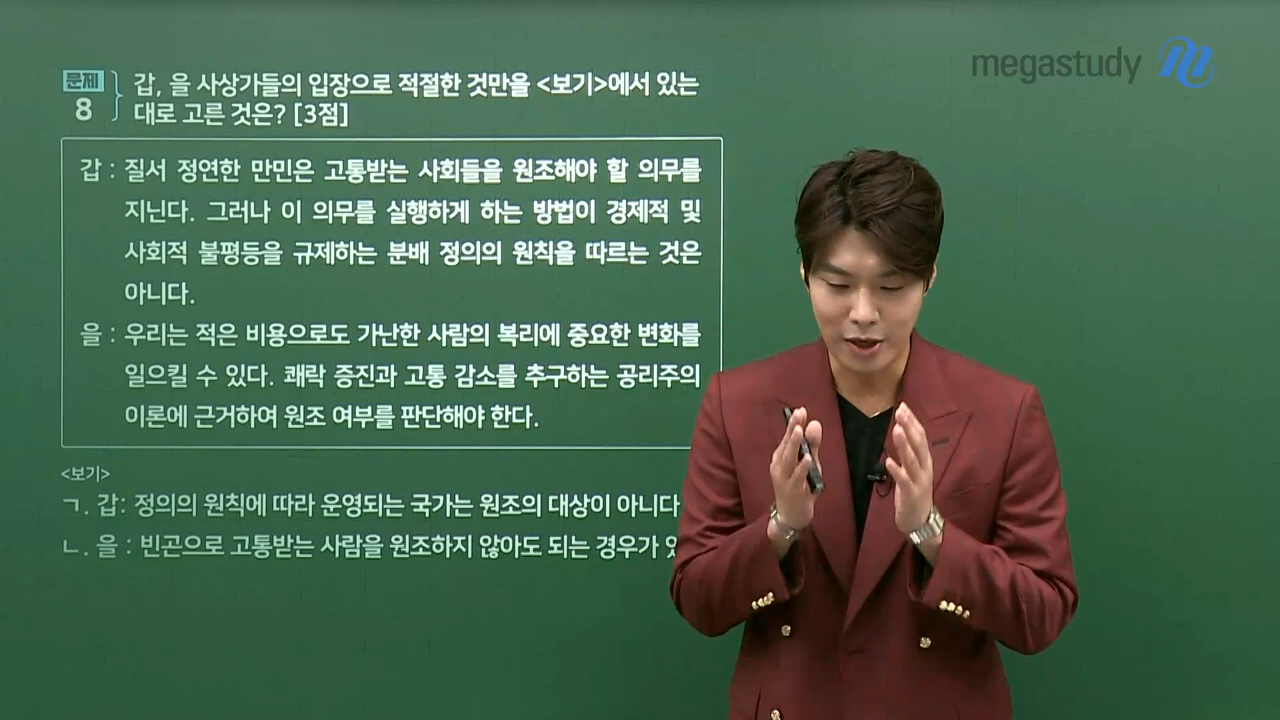 megastudy
문제
8
갑, 을 사상가들의 입장으로 적절한 것만을 <보기>에서 있는
대로 고른 것은? [3점]
갑 : 질서 정연한 만민은 고통받는 사회들을 원조해야 할 의무를
지닌다. 그러나 이 의무를 실행하게 하는 방법이 경제적 및
사회적 불평등을 규제하는 분배 정의의 원칙을 따르는 것은
아니다.
을 : 우리는 적은 비용으로도 가난한 사람의 복리에 중요한 변화를
일으킬 수 있다. 쾌락 증진과 고통 감소를 추구하는 공리주의
이론에 근거하여 원조 여부를 판단해야 한다.
<보기>
ㄱ. 갑: 정의의 원칙에 따라 운영되는 국가는 원조의 대상이 아니다
ㄴ. 을 : 빈곤으로 고통받는 사람을 원조하지 않아도 되는 경우가